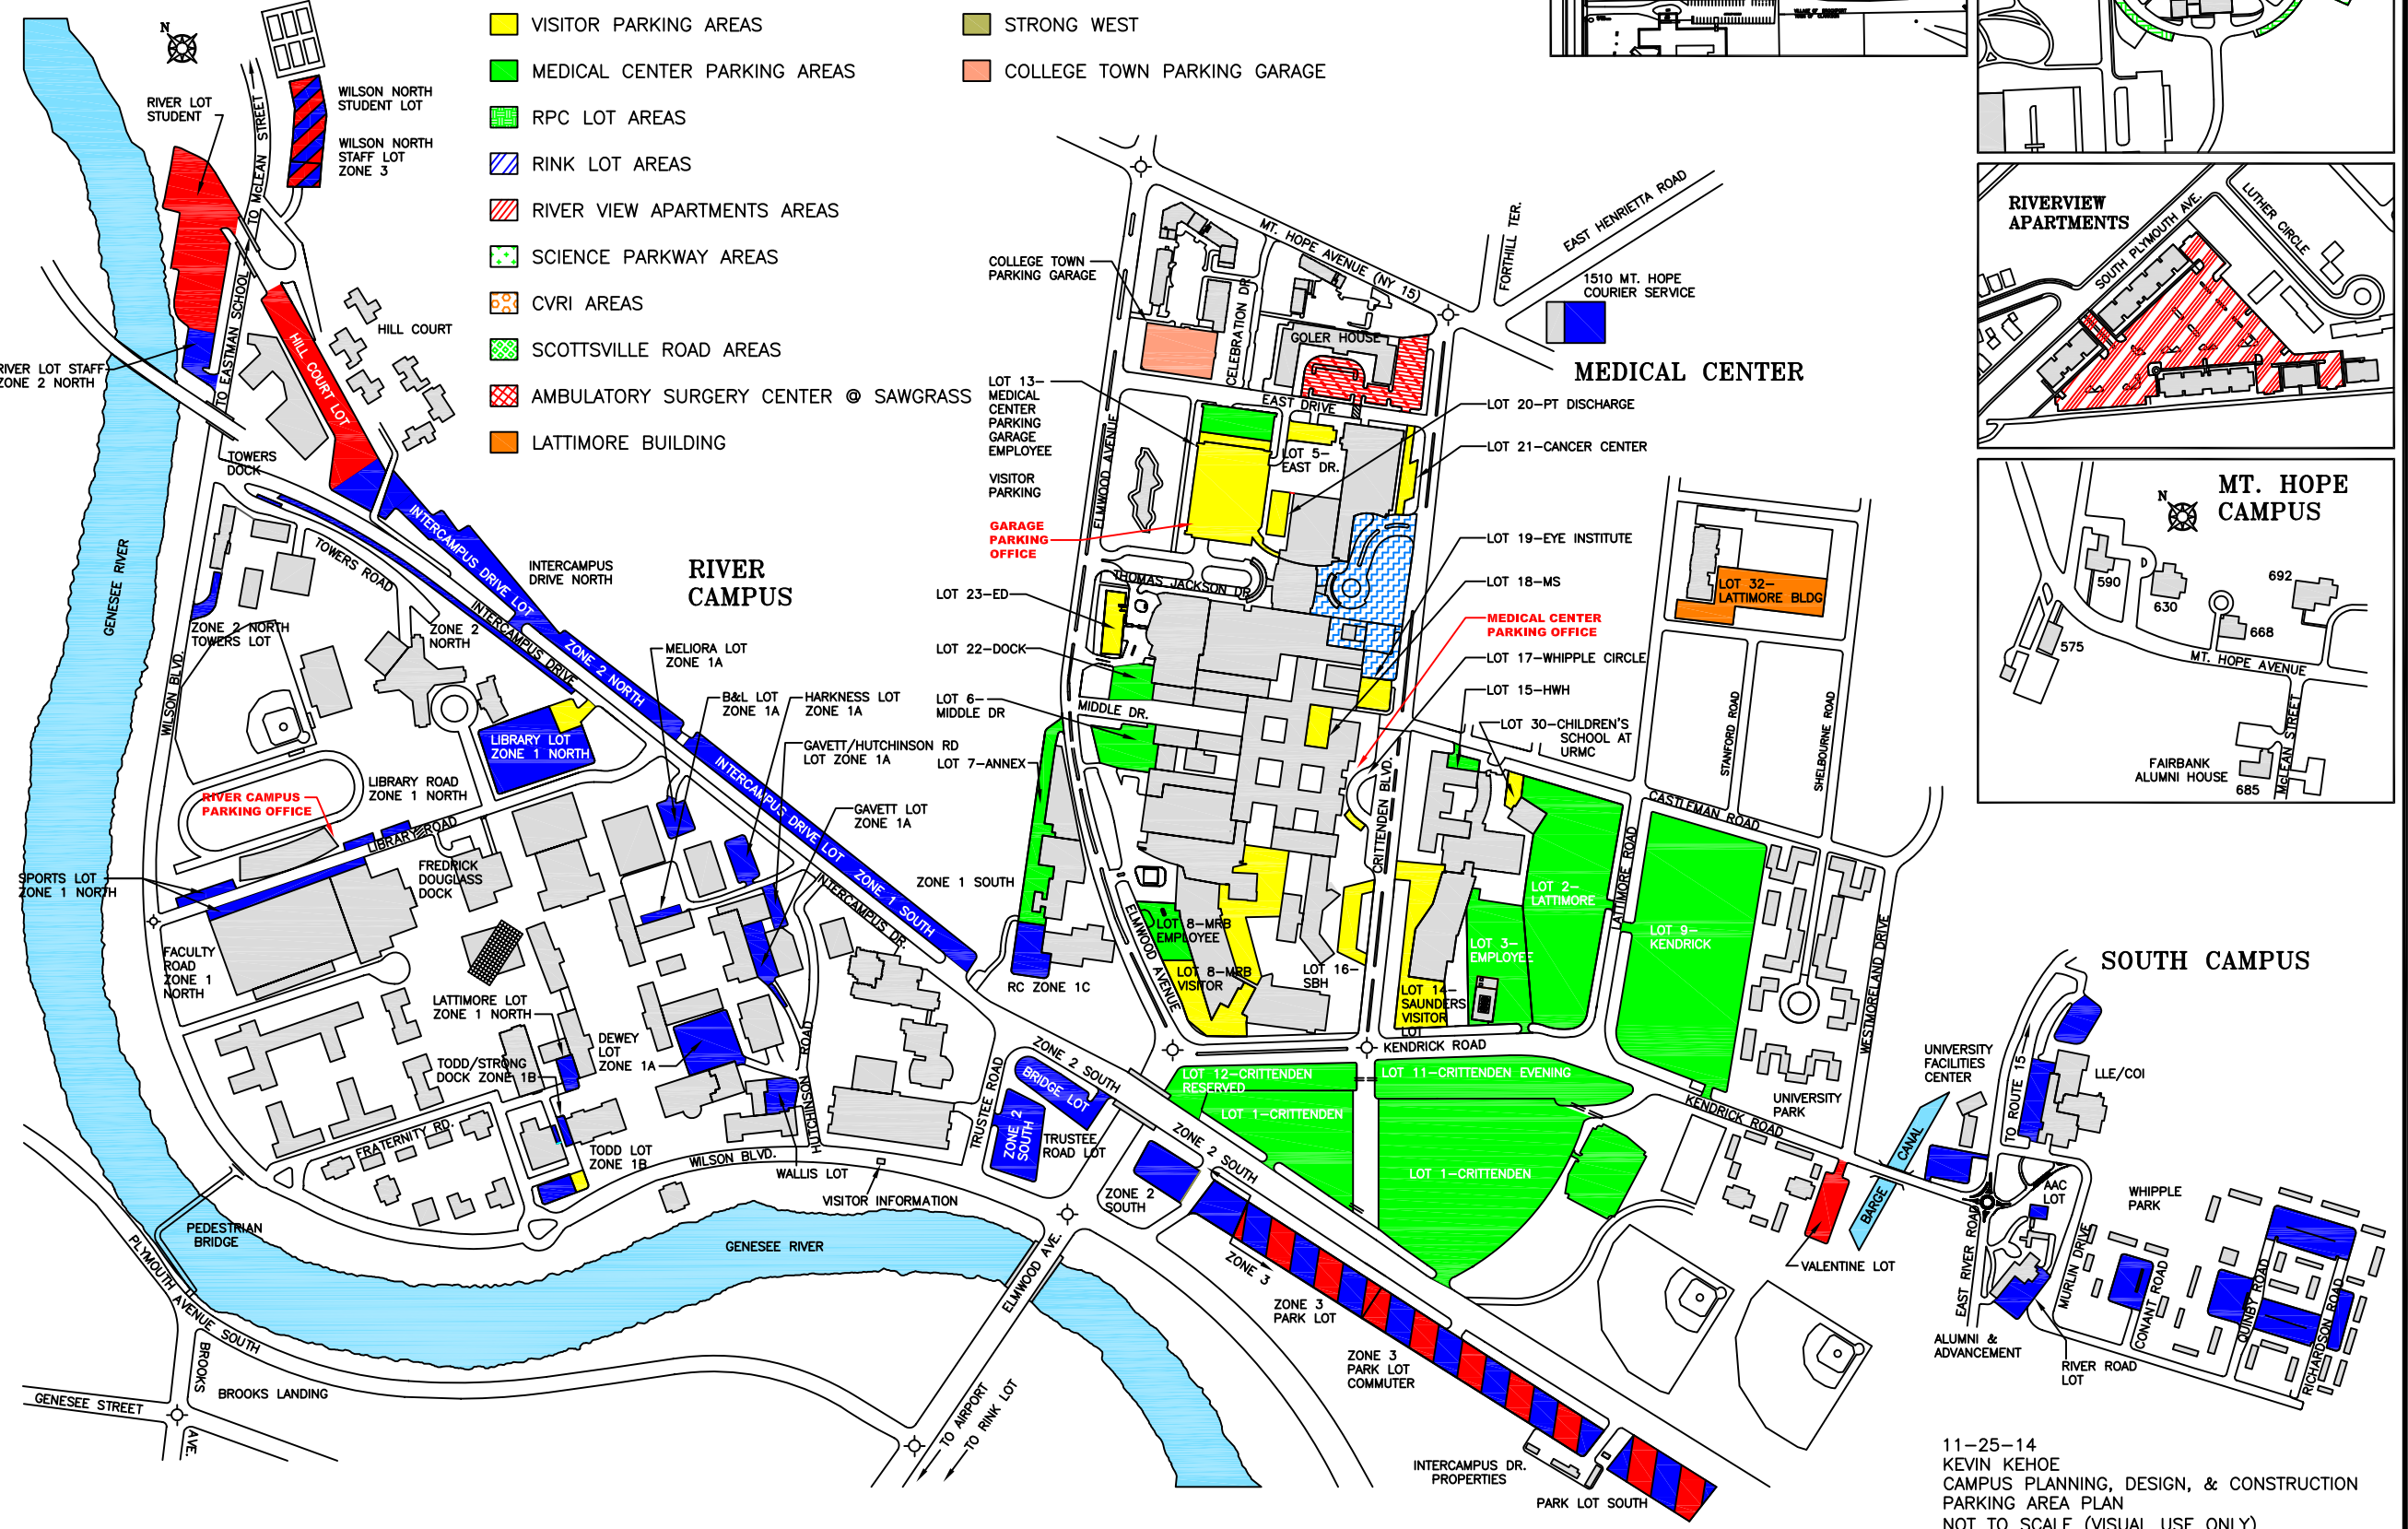 VISITOR PARKING AREAS
MEDICAL CENTER PARKING AREAS
RPC LOT AREAS
RINK LOT AREAS
RIVER VIEW APARTMENTS AREAS
SCIENCE PARKWAY AREAS
CVRI AREAS
SCOTTSVILLE ROAD AREAS
AMBULATORY SURGERY CENTER @ SAWGRASS
LATTIMORE BUILDING
STRONG WEST
COLLEGE TOWN PARKING GARAGE
N
RIVER LOT
STUDENT
WILSON NORTH
STUDENT LOT
WILSON NORTH
STAFF LOT
ZONE 3
TO McLEAN STREET
TO EASTMAN SCHOOL
HILL COURT
HILL COURT LOT
RIVER LOT STAFF
ZONE 2 NORTH
TOWERS
DOCK
GENESEE RIVER
TOWERS ROAD
INTERCAMPUS DRIVE LOT
INTERCAMPUS
DRIVE NORTH
RIVER
CAMPUS
ZONE 2 NORTH
TOWERS LOT
ZONE 2
NORTH
INTERCAMPUS DRIVE
ZONE 2 NORTH
WILSON BLVD.
MELIORA LOT
ZONE 1A
B&L LOT
ZONE 1A
HARKNESS LOT
ZONE 1A
GAVETT/HUTCHINSON RD
LOT ZONE 1A
GAVETT LOT
ZONE 1A
LIBRARY LOT
ZONE 1 NORTH
LIBRARY ROAD
ZONE 1 NORTH
RIVER CAMPUS
PARKING OFFICE
LIBRARY ROAD
INTERCAMPUS DRIVE LOT
ZONE 1 SOUTH
INTERCAMPUS DR.
SPORTS LOT
ZONE 1 NORTH
FREDRICK
DOUGLASS
DOCK
FACULTY
ROAD
ZONE 1
NORTH
LATTIMORE LOT
ZONE 1 NORTH
DEWEY
LOT
ZONE 1A
TODD/STRONG
DOCK ZONE 1B
HUTCHINSON
ROAD
FRATERNITY RD.
TODD LOT
ZONE 1B
WILSON BLVD.
WALLIS LOT
VISITOR INFORMATION
PEDESTRIAN
BRIDGE
GENESEE RIVER
PLYMOUTH AVENUE SOUTH
BROOKS
AVE.
BROOKS LANDING
GENESEE STREET
ELMWOOD AVE.
TO AIRPORT
TO RINK LOT
TRUSTEE ROAD
BRIDGE LOT
ZONE 2
SOUTH
TRUSTEE
ROAD LOT
ZONE 2 SOUTH
ZONE 2 SOUTH
ZONE 2
SOUTH
ZONE 3
ZONE 3
PARK LOT
ZONE 3
PARK LOT
COMMUTER
INTERCAMPUS DR.
PROPERTIES
PARK LOT SOUTH
MEDICAL CENTER
MT. HOPE AVENUE (NY 15)
FORTHILL TER.
EAST HENRIETTA ROAD
1510 MT. HOPE
COURIER SERVICE
COLLEGE TOWN
PARKING GARAGE
CELEBRATION DR.
GOLER HOUSE
EAST DRIVE
LOT 13-
MEDICAL
CENTER
PARKING
GARAGE
EMPLOYEE
VISITOR
PARKING
GARAGE
PARKING
OFFICE
ELMWOOD AVENUE
LOT 5-
EAST DR.
LOT 20-PT DISCHARGE
LOT 21-CANCER CENTER
LOT 19-EYE INSTITUTE
LOT 18-MS
MEDICAL CENTER
PARKING OFFICE
LOT 17-WHIPPLE CIRCLE
LOT 15-HWH
LOT 30-CHILDREN'S
SCHOOL AT
URMC
THOMAS JACKSON DR.
LOT 23-ED
LOT 22-DOCK
LOT 6-
MIDDLE DR
MIDDLE DR.
LOT 7-ANNEX
ZONE 1 SOUTH
RC ZONE 1C
ELMWOOD AVENUE
LOT 8-MRB
EMPLOYEE
LOT 8-MRB
VISITOR
LOT 16-
SBH
CRITTENDEN BLVD.
LOT 14-
SAUNDERS
VISITOR
LOT
LOT 3-
EMPLOYEE
LOT 2-
LATTIMORE
LATTIMORE ROAD
LOT 9-
KENDRICK
CASTLEMAN ROAD
STANFORD ROAD
SHELBOURNE ROAD
LOT 32-
LATTIMORE BLDG
WESTMORELAND DRIVE
KENDRICK ROAD
LOT 12-CRITTENDEN
RESERVED
LOT 11-CRITTENDEN EVENING
LOT 1-CRITTENDEN
LOT 1-CRITTENDEN
KENDRICK ROAD
UNIVERSITY
PARK
VALENTINE LOT
BARGE
CANAL
SOUTH CAMPUS
UNIVERSITY
FACILITIES
CENTER
TO ROUTE 15
LLE/COI
AAC
LOT
WHIPPLE
PARK
EAST RIVER ROAD
MURLIN DRIVE
CONANT ROAD
QUINBY ROAD
RICHARDSON ROAD
ALUMNI &
ADVANCEMENT
RIVER ROAD
LOT
RIVERVIEW
APARTMENTS
SOUTH PLYMOUTH AVE.
LUTHER CIRCLE
MT. HOPE
CAMPUS
N
590
630
692
668
575
MT. HOPE AVENUE
McLEAN STREET
FAIRBANK
ALUMNI HOUSE
685
11-25-14
KEVIN KEHOE
CAMPUS PLANNING, DESIGN, & CONSTRUCTION
PARKING AREA PLAN
NOT TO SCALE (VISUAL USE ONLY)